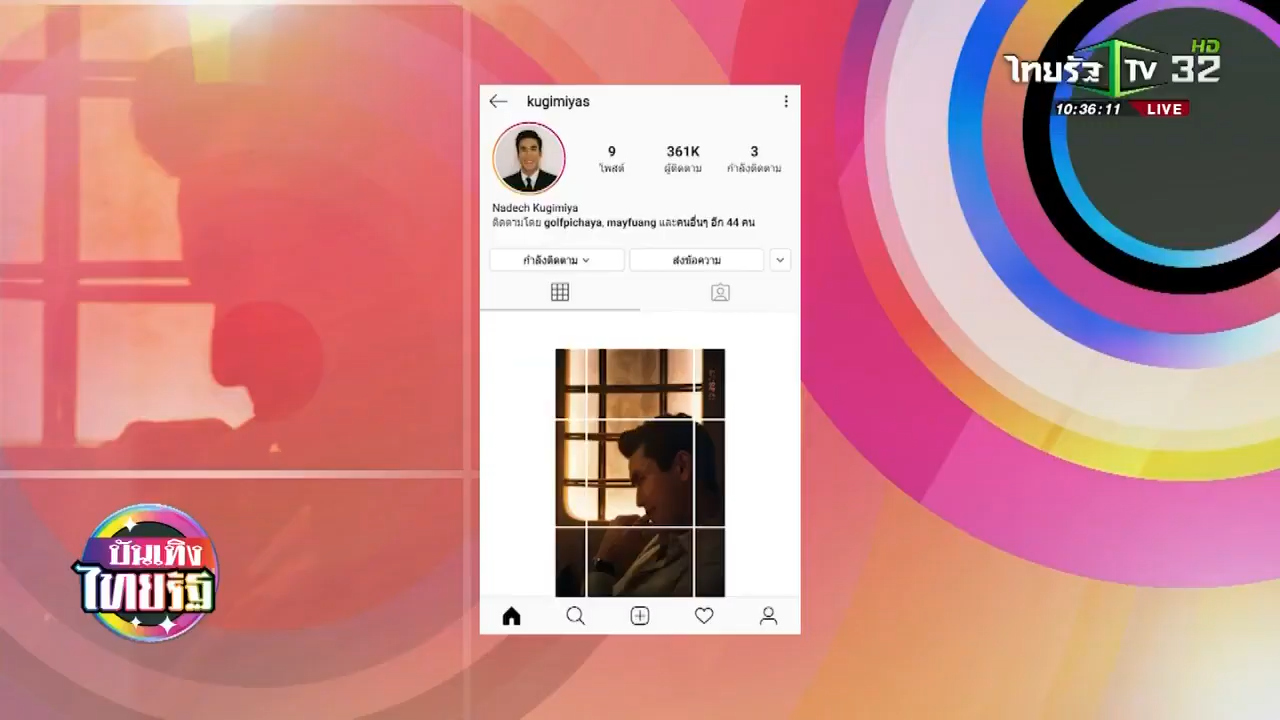 ไทยรัฐ TV HD 32
10:36:11 LIVE
kugimiyas
9 361K 3
โพสต์ ผู้ติดตาม กำลังติดตาม
Nadech Kugimiya
ติดตามโดย golfpichaya, mayfuang และคนอื่นๆ อีก 44 คน
กำลังติดตาม ส่งข้อความ
บันเทิง
ไทยรัฐ